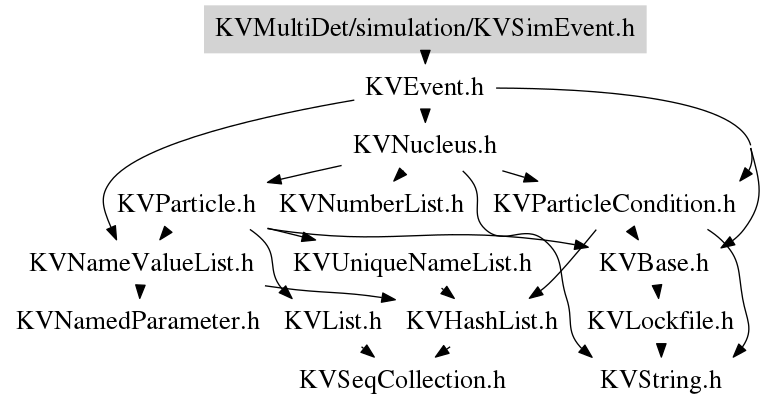 KVMultiDet/simulation/KVSimEvent.h
KVEvent.h
KVNucleus.h
KVParticle.h KVNumberList.h KVParticleCondition.h
KVNameValueList.h KVUniqueNameList.h KVBase.h
KVNamedParameter.h KVList.h KVHashList.h KVLockfile.h
KVSeqCollection.h KVString.h